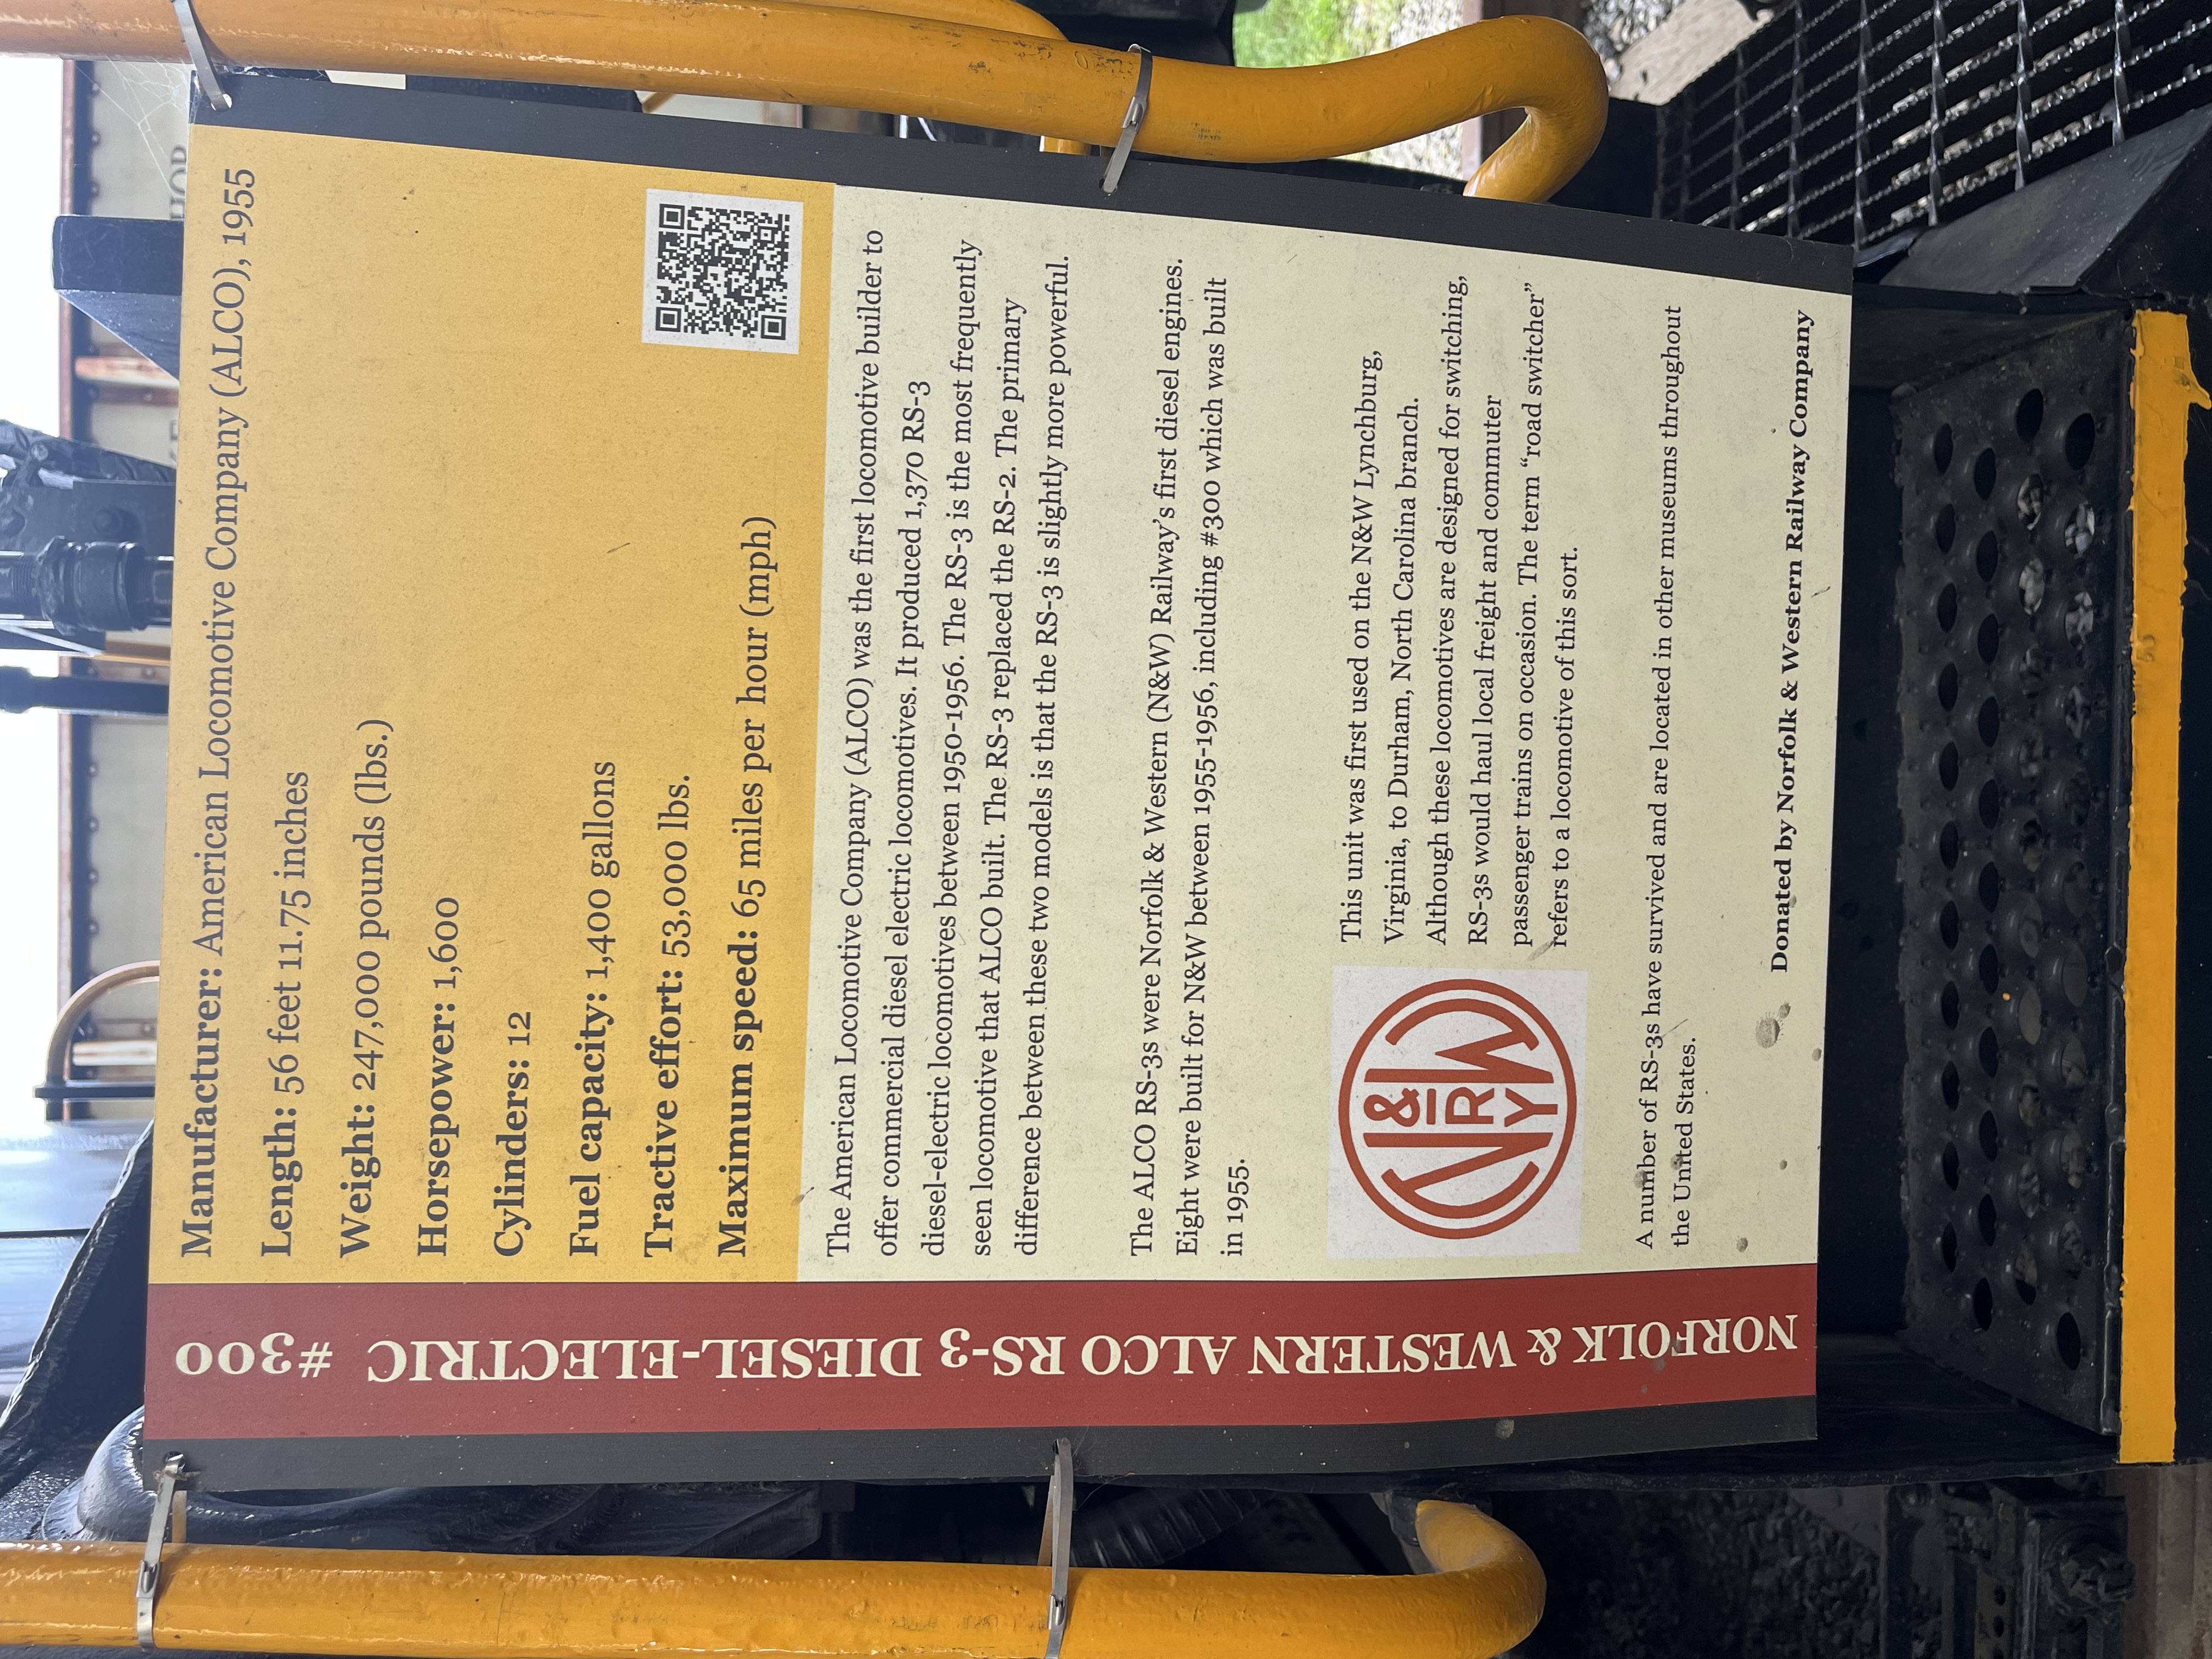 NORFOLK & WESTERN ALCO RS-3 DIESEL-ELECTRIC #300
Manufacturer: American Locomotive Company (ALCO), 1955
Length: 56 feet 11.75 inches
Weight: 247,000 pounds (lbs.)
Horsepower: 1,600
Cylinders: 12
Fuel capacity: 1,400 gallons
Tractive effort: 53,000 lbs.
Maximum speed: 65 miles per hour (mph)
The American Locomotive Company (ALCO) was the first locomotive builder to
offer commercial diesel electric locomotives. It produced 1,370 RS-3
diesel-electric locomotives between 1950-1956. The RS-3 is the most frequently
seen locomotive that ALCO built. The RS-3 replaced the RS-2. The primary
difference between these two models is that the RS-3 is slightly more powerful.
The ALCO RS-3s were Norfolk & Western (N&W) Railway's first diesel engines.
Eight were built for N&W between 1955-1956, including #300 which was built
in 1955.
N&W
RY
This unit was first used on the N&W Lynchburg,
Virginia, to Durham, North Carolina branch.
Although these locomotives are designed for switching,
RS-3s would haul local freight and commuter
passenger trains on occasion. The term “road switcher”
refers to a locomotive of this sort.
A number of RS-3s have survived and are located in other museums throughout
the United States.
Donated by Norfolk & Western Railway Company